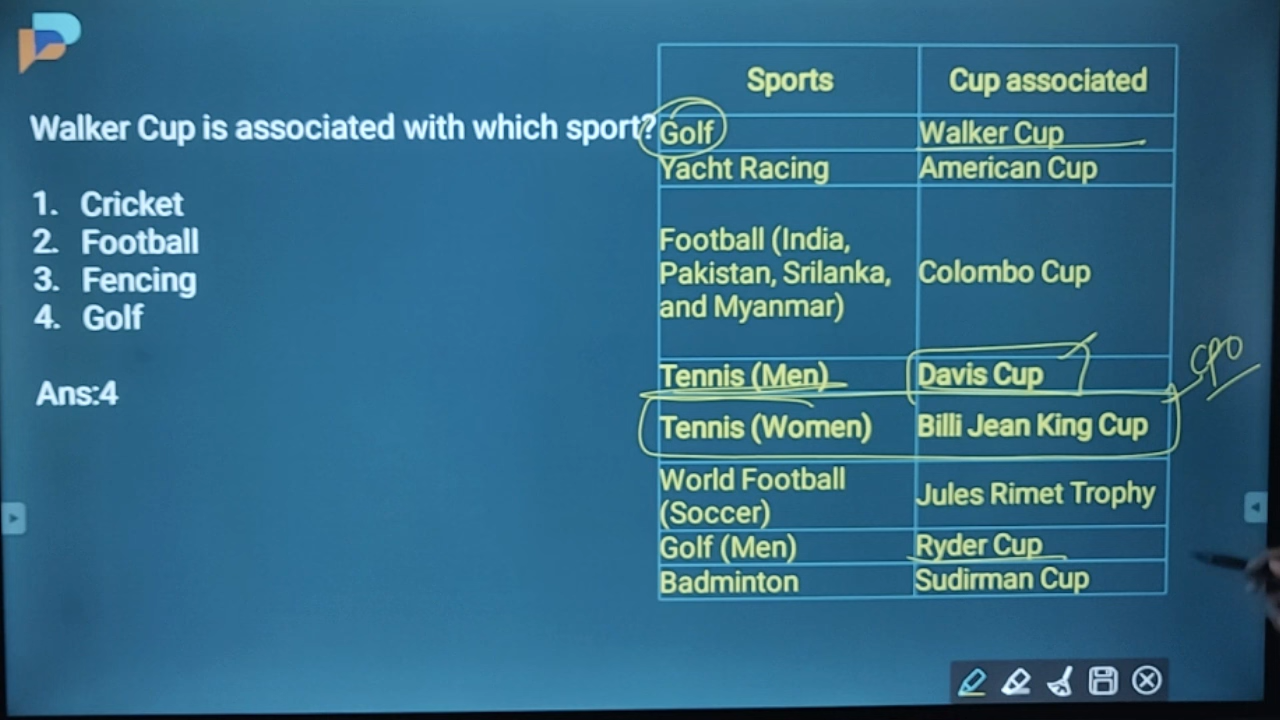 Walker Cup is associated with which sport?
1. Cricket
2. Football
3. Fencing
4. Golf
Ans:4
Sports Cup associated
Golf Walker Cup
Yacht Racing American Cup
Football (India,
Pakistan, Srilanka,
and Myanmar) Colombo Cup
Tennis (Men) Davis Cup
CPO
Tennis (Women) Billi Jean King Cup
World Football
(Soccer) Jules Rimet Trophy
Golf (Men) Ryder Cup
Badminton Sudirman Cup